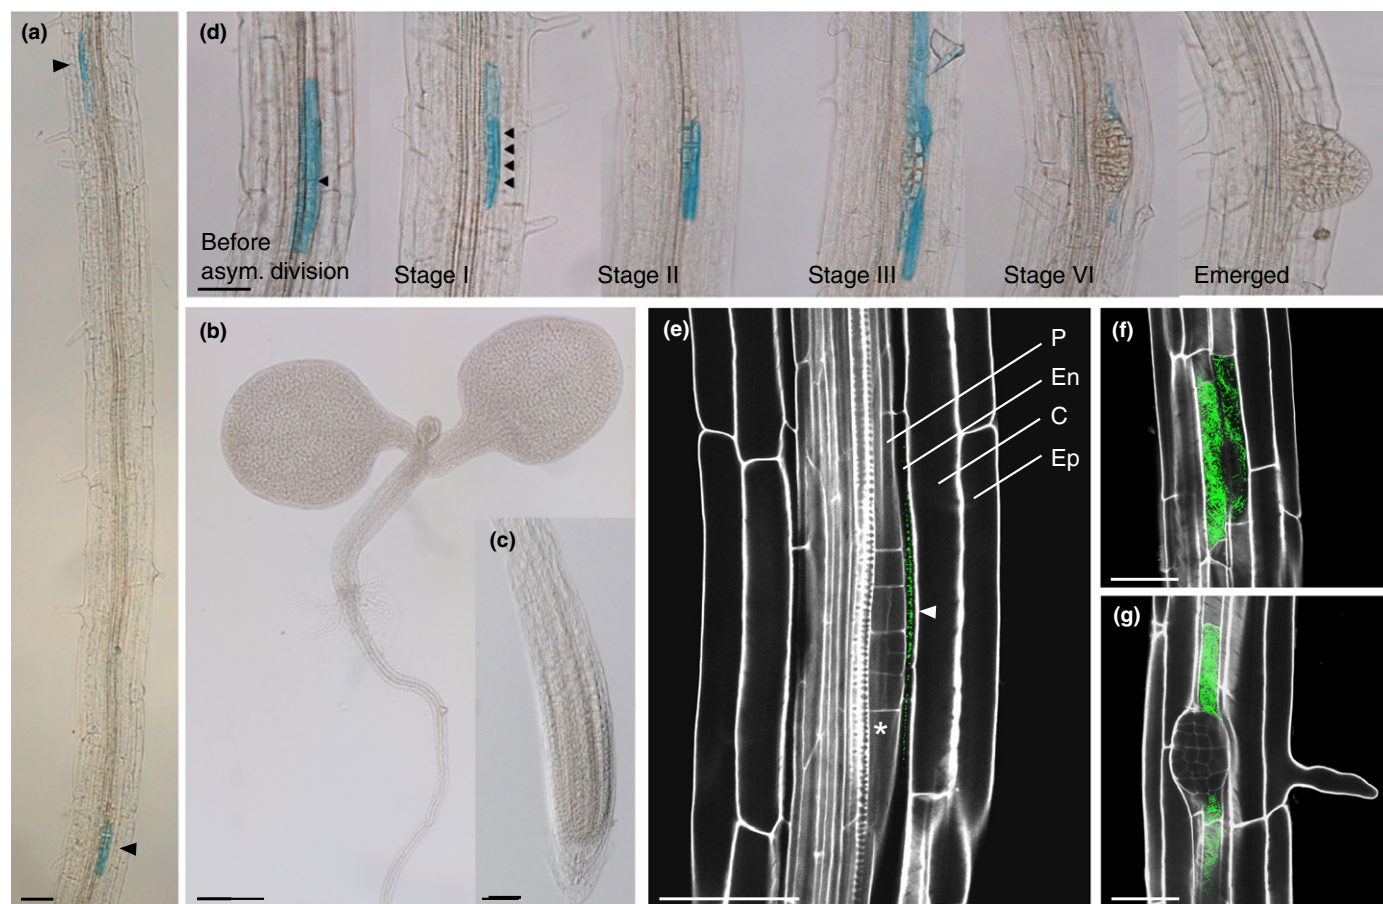 (a)
(d)
Before
asym. division
Stage I
Stage II
Stage III
Stage VI
Emerged
(b)
(c)
(e)
P
En
C
Ep
*
(f)
(g)